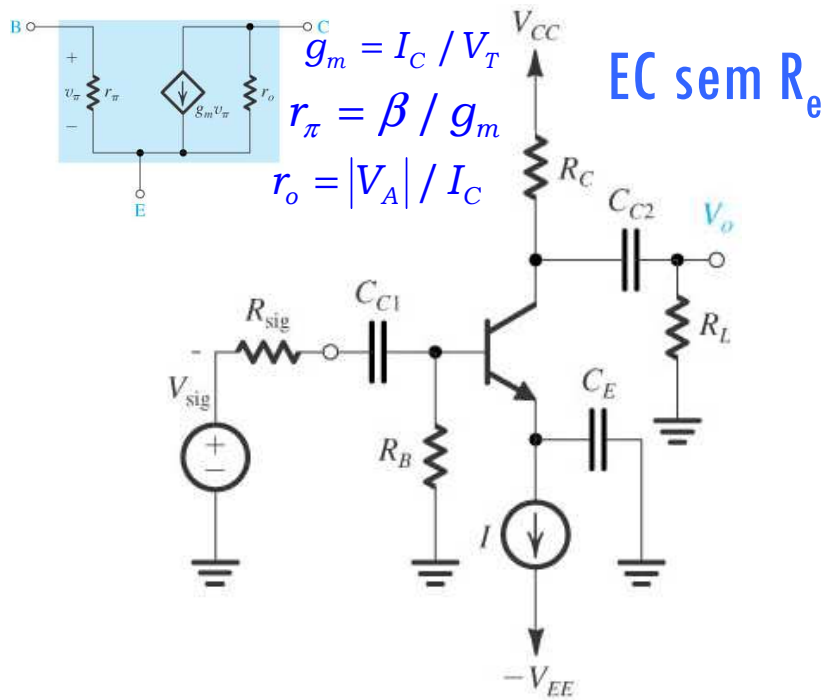 B
C
g_m = I_C / V_T
V_CC
EC sem R_e
+
v_π
r_π
−
g_m v_π
r_o
r_π = β / g_m
E
r_o = |V_A| / I_C
R_C
C_C2
V_o
C_C1
R_sig
R_L
-
C_E
V_sig
+
−
R_B
I
−V_EE